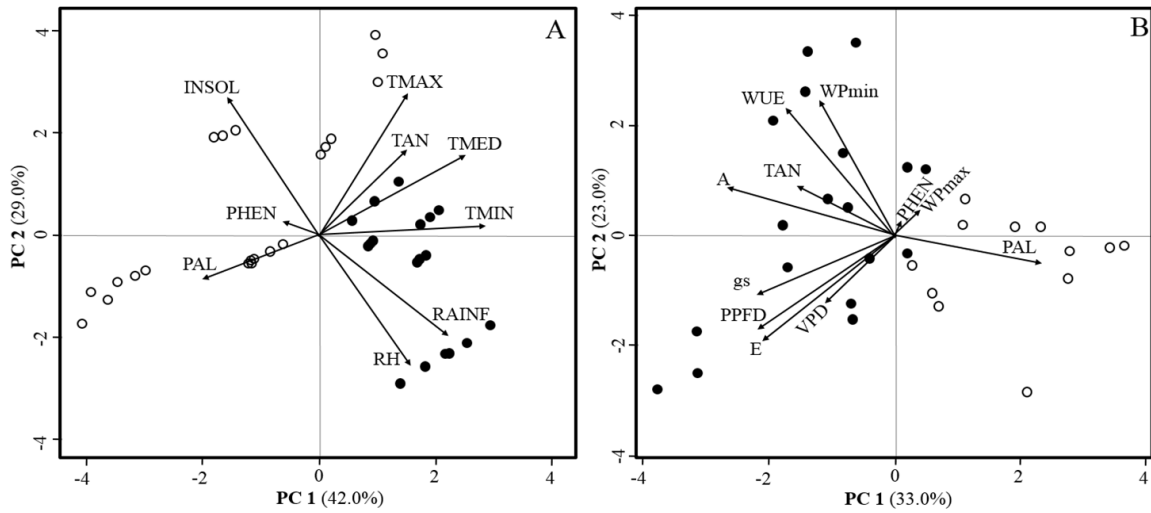 A
4
2
0
-2
-4
PC 2 (29.0%)
INSOL
TMAX
TAN
TMED
PHEN
TMIN
PAL
RAINF
RH
-4
-2
0
2
4
PC 1 (42.0%)
B
4
2
0
-2
-4
PC 2 (23.0%)
WUE
WPmin
TAN
A
PHEN
WPmax
PAL
gs
PPFD
VPD
E
-4
-2
0
2
4
PC 1 (33.0%)